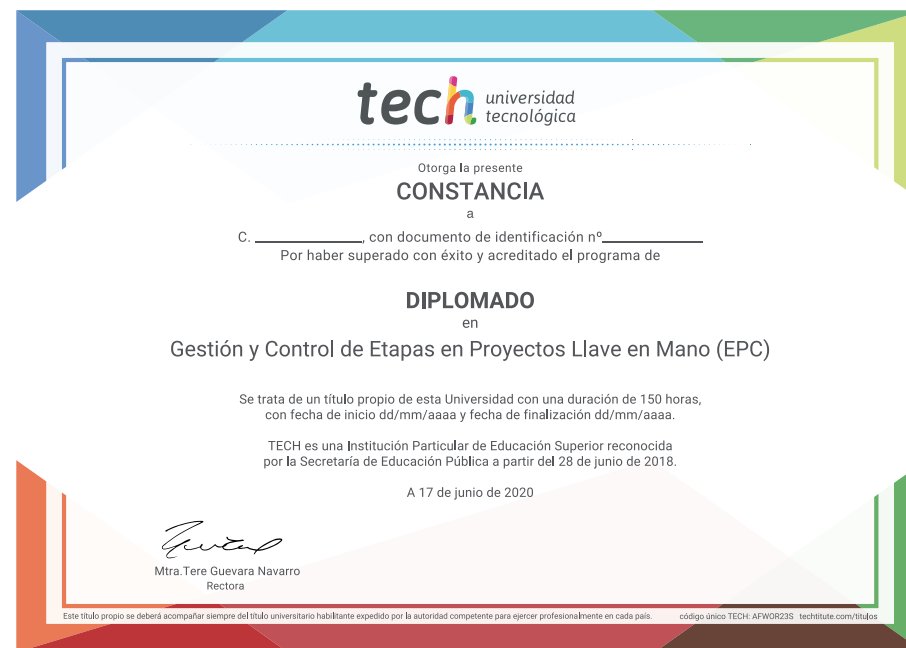 tech universidad
tecnológica
Otorga la presente
CONSTANCIA
a
C. ____________, con documento de identificación nº____________
Por haber superado con éxito y acreditado el programa de
DIPLOMADO
en
Gestión y Control de Etapas en Proyectos Llave en Mano (EPC)
Se trata de un título propio de esta Universidad con una duración de 150 horas,
con fecha de inicio dd/mm/aaaa y fecha de finalización dd/mm/aaaa.
TECH es una Institución Particular de Educación Superior reconocida
por la Secretaría de Educación Pública a partir del 28 de junio de 2018.
A 17 de junio de 2020
Mtra.Tere Guevara Navarro
Rectora
Este título propio se deberá acompañar siempre del título universitario habilitante expedido por la autoridad competente para ejercer profesionalmente en cada país. código único TECH: AFWOR23S techtitute.com/titulos